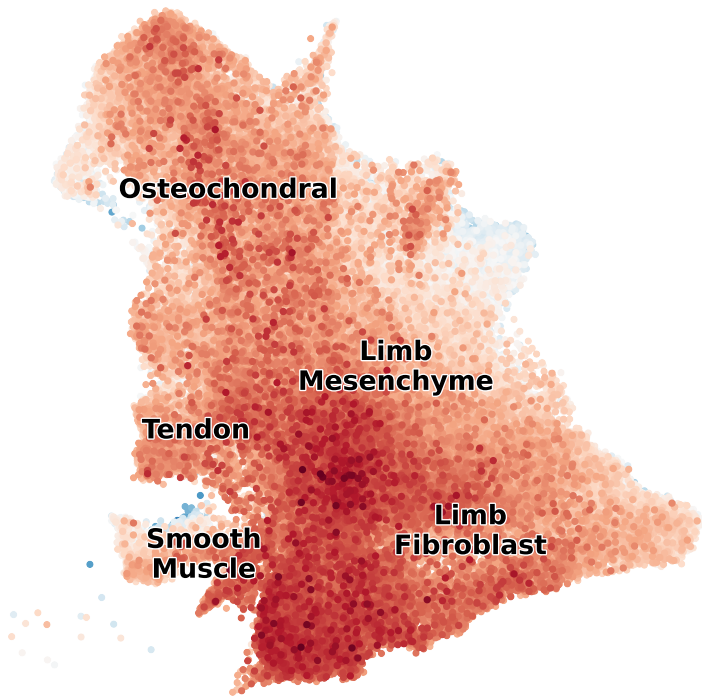 Osteochondral
Limb
Mesenchyme
Tendon
Limb
Fibroblast
Smooth
Muscle